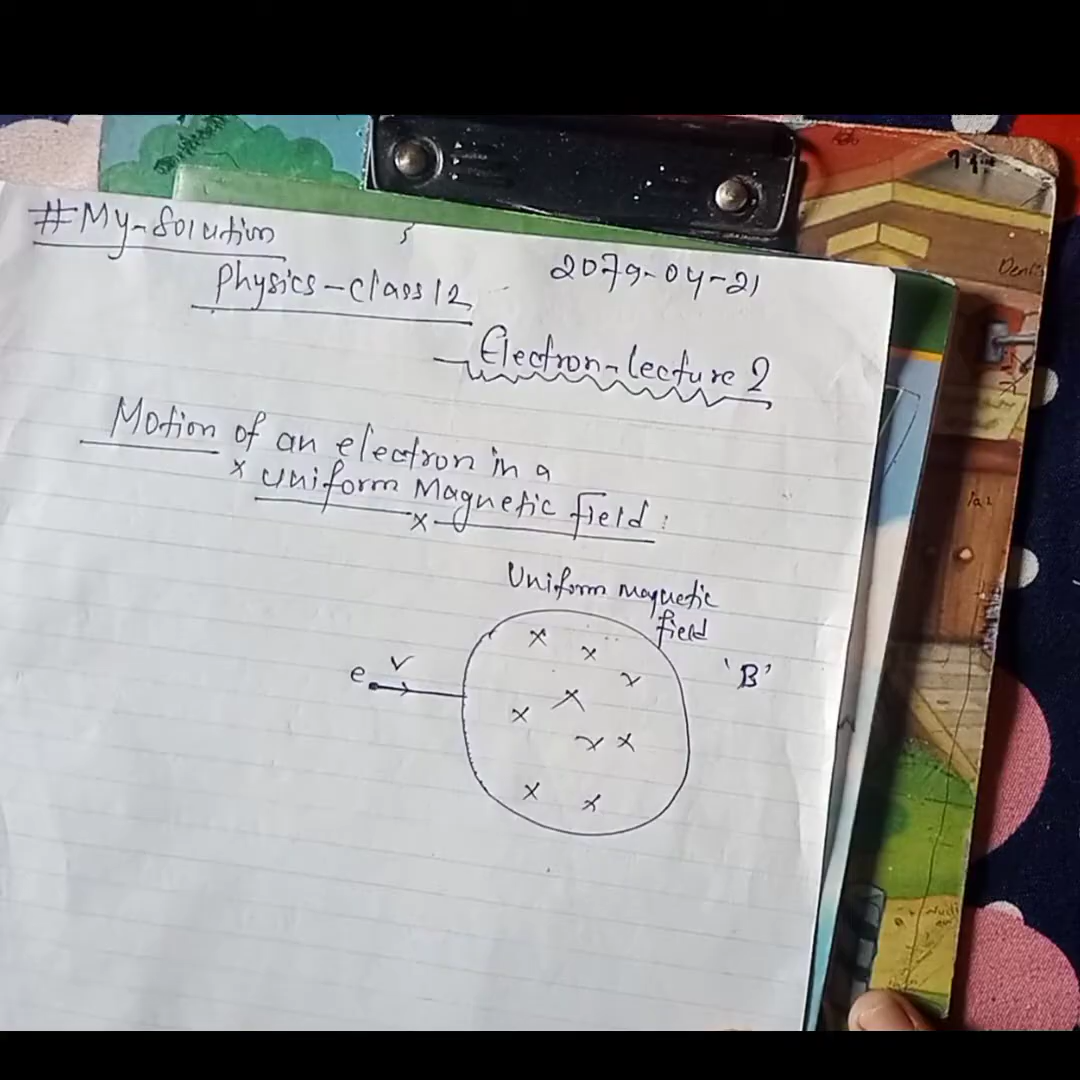 #My-Solution
Physics-class 12
2079-04-21
Electron-lecture 2
Motion of an electron in a
x Uniform Magnetic field:
x
Uniform magnetic
field
'B'
e v
x x
x
x x
x x
x x